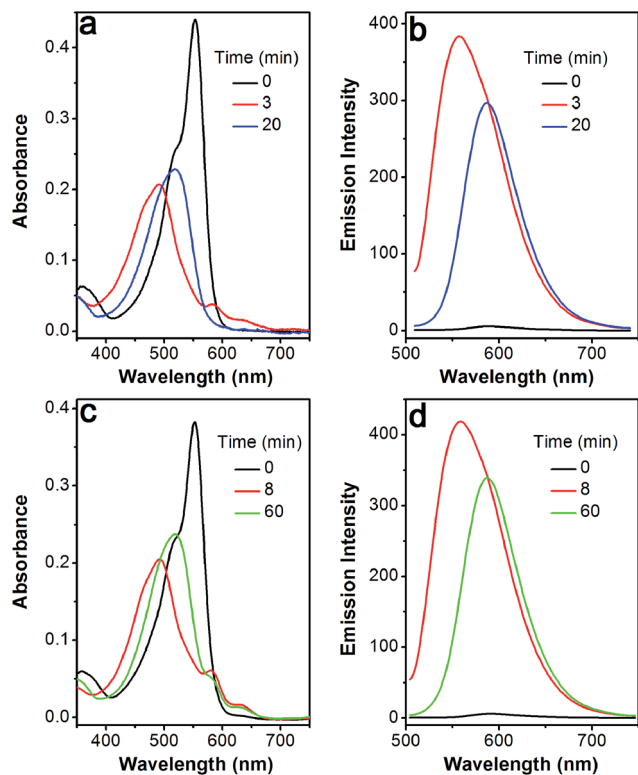 a
Time (min)
0
3
20
Absorbance
0.4
0.3
0.2
0.1
0.0
400
500
600
700
Wavelength (nm)
b
Time (min)
0
3
20
Emission Intensity
400
300
200
100
0
500
600
700
Wavelength (nm)
c
Time (min)
0
8
60
Absorbance
0.4
0.3
0.2
0.1
0.0
400
500
600
700
Wavelength (nm)
d
Time (min)
0
8
60
Emission Intensity
400
300
200
100
0
500
600
700
Wavelength (nm)